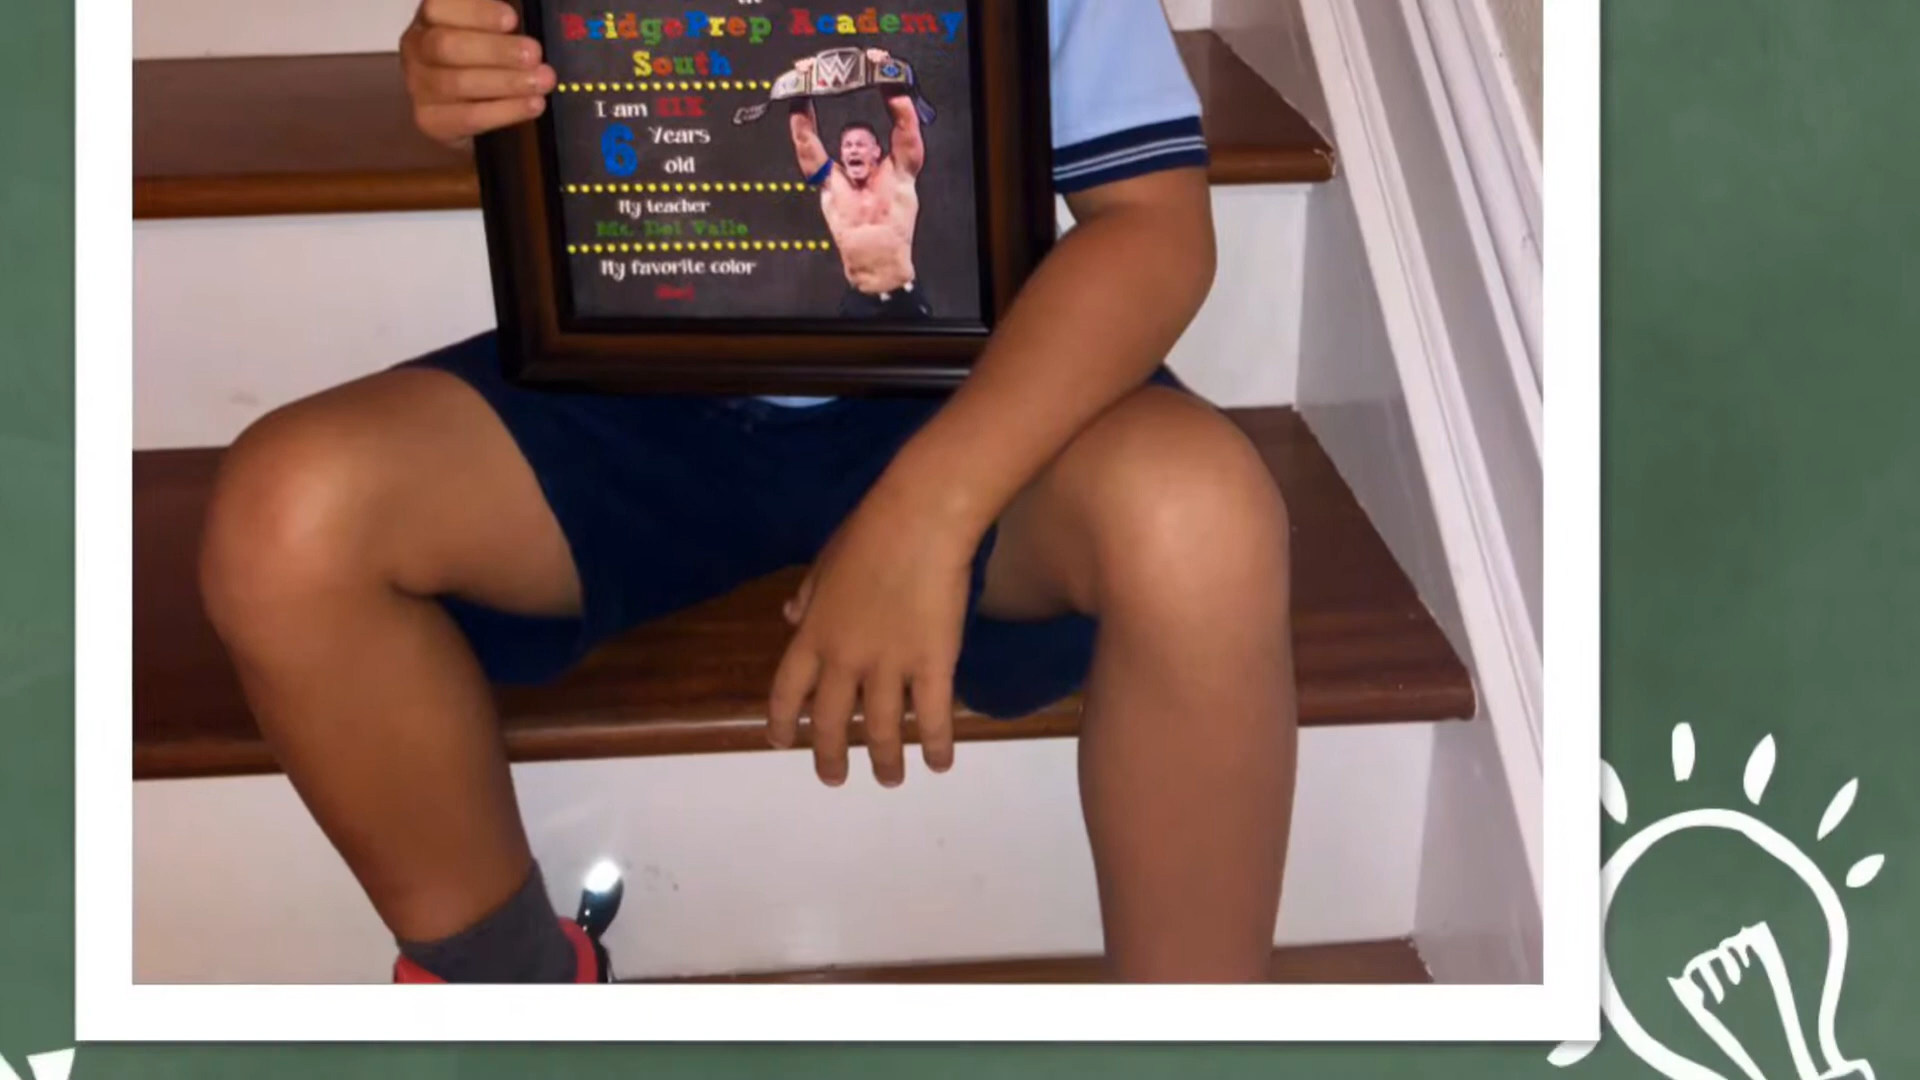 BridgePrep Academy
South
I am SIX
6 Years
old
My teacher
Ms. Del Valle
My favorite color